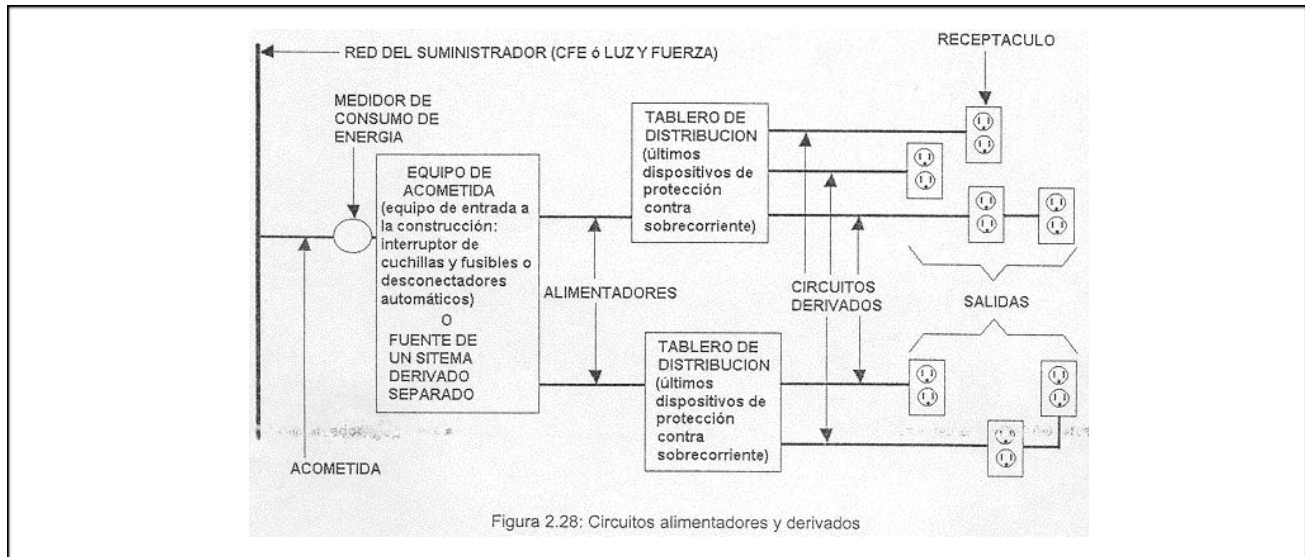 RED DEL SUMINISTRADOR (CFE ó LUZ Y FUERZA)
RECEPTACULO
MEDIDOR DE
CONSUMO DE
ENERGIA
EQUIPO DE
ACOMETIDA
(equipo de entrada a
la construcción:
interruptor de
cuchillas y fusibles o
desconectadores
automáticos)
O
FUENTE DE
UN SITEMA
DERIVADO
SEPARADO
ACOMETIDA
ALIMENTADORES
TABLERO DE
DISTRIBUCION
(últimos
dispositivos de
protección
contra
sobrecorriente)
CIRCUITOS
DERIVADOS
SALIDAS
TABLERO DE
DISTRIBUCION
(últimos
dispositivos de
protección
contra
sobrecorriente)
Figura 2.28: Circuitos alimentadores y derivados